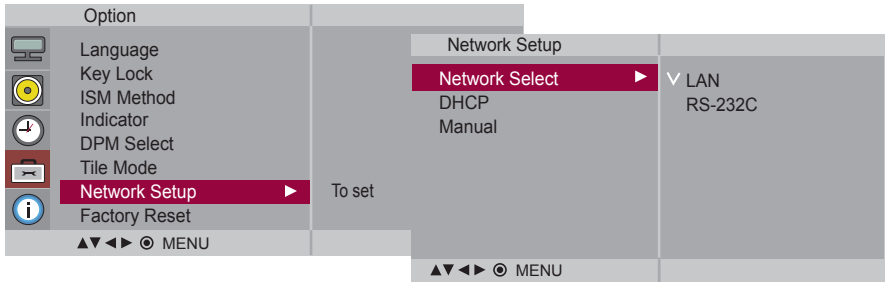 Option
Language
Key Lock
ISM Method
Indicator
DPM Select
Tile Mode
Network Setup ► To set
Factory Reset
▲▼◄► ◉ MENU
Network Setup
Network Select ► ✓ LAN
DHCP RS-232C
Manual
▲▼◄► ◉ MENU